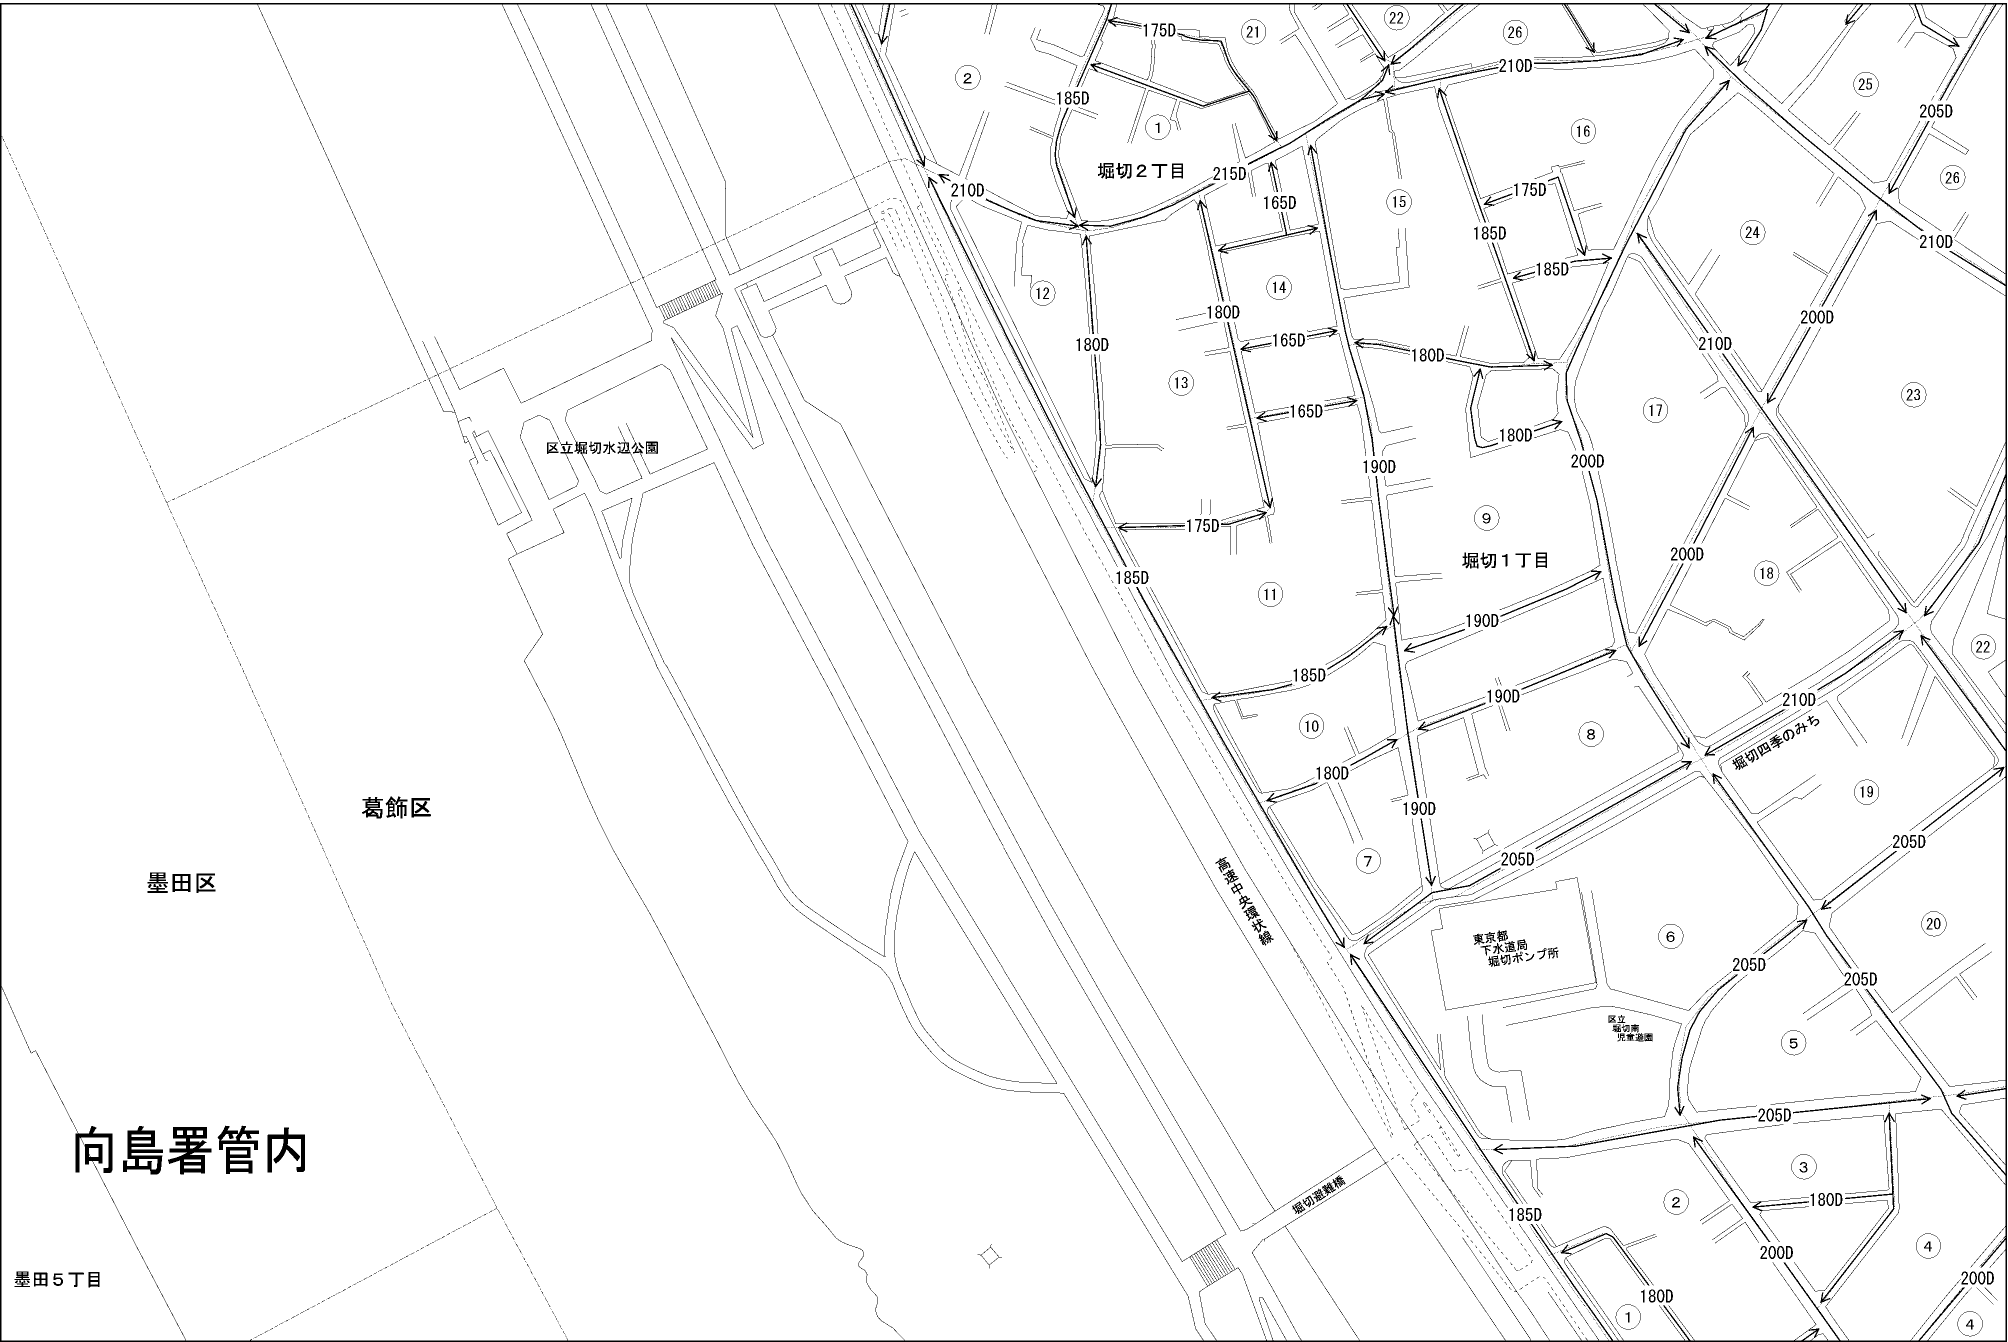 22
21
175D
26
210D
2
25
185D
205D
1
16
堀切2丁目
215D
210D
175D
26
165D
15
185D
24
210D
185D
14
12
180D
200D
180D
165D
210D
180D
13
180D
23
165D
17
180D
区立堀切水辺公園
190D
200D
9
175D
200D
堀切1丁目
185D
18
11
190D
22
185D
190D
210D
10
8
堀切四季のみち
180D
19
葛飾区
190D
205D
205D
7
墨田区
高速中央環状線
20
6
東京都
下水道局
堀切ポンプ所
205D
205D
区立
堀切南
児童遊園
5
205D
向島署管内
3
堀切避難橋
180D
2
185D
200D
4
墨田5丁目
200D
180D
1
4